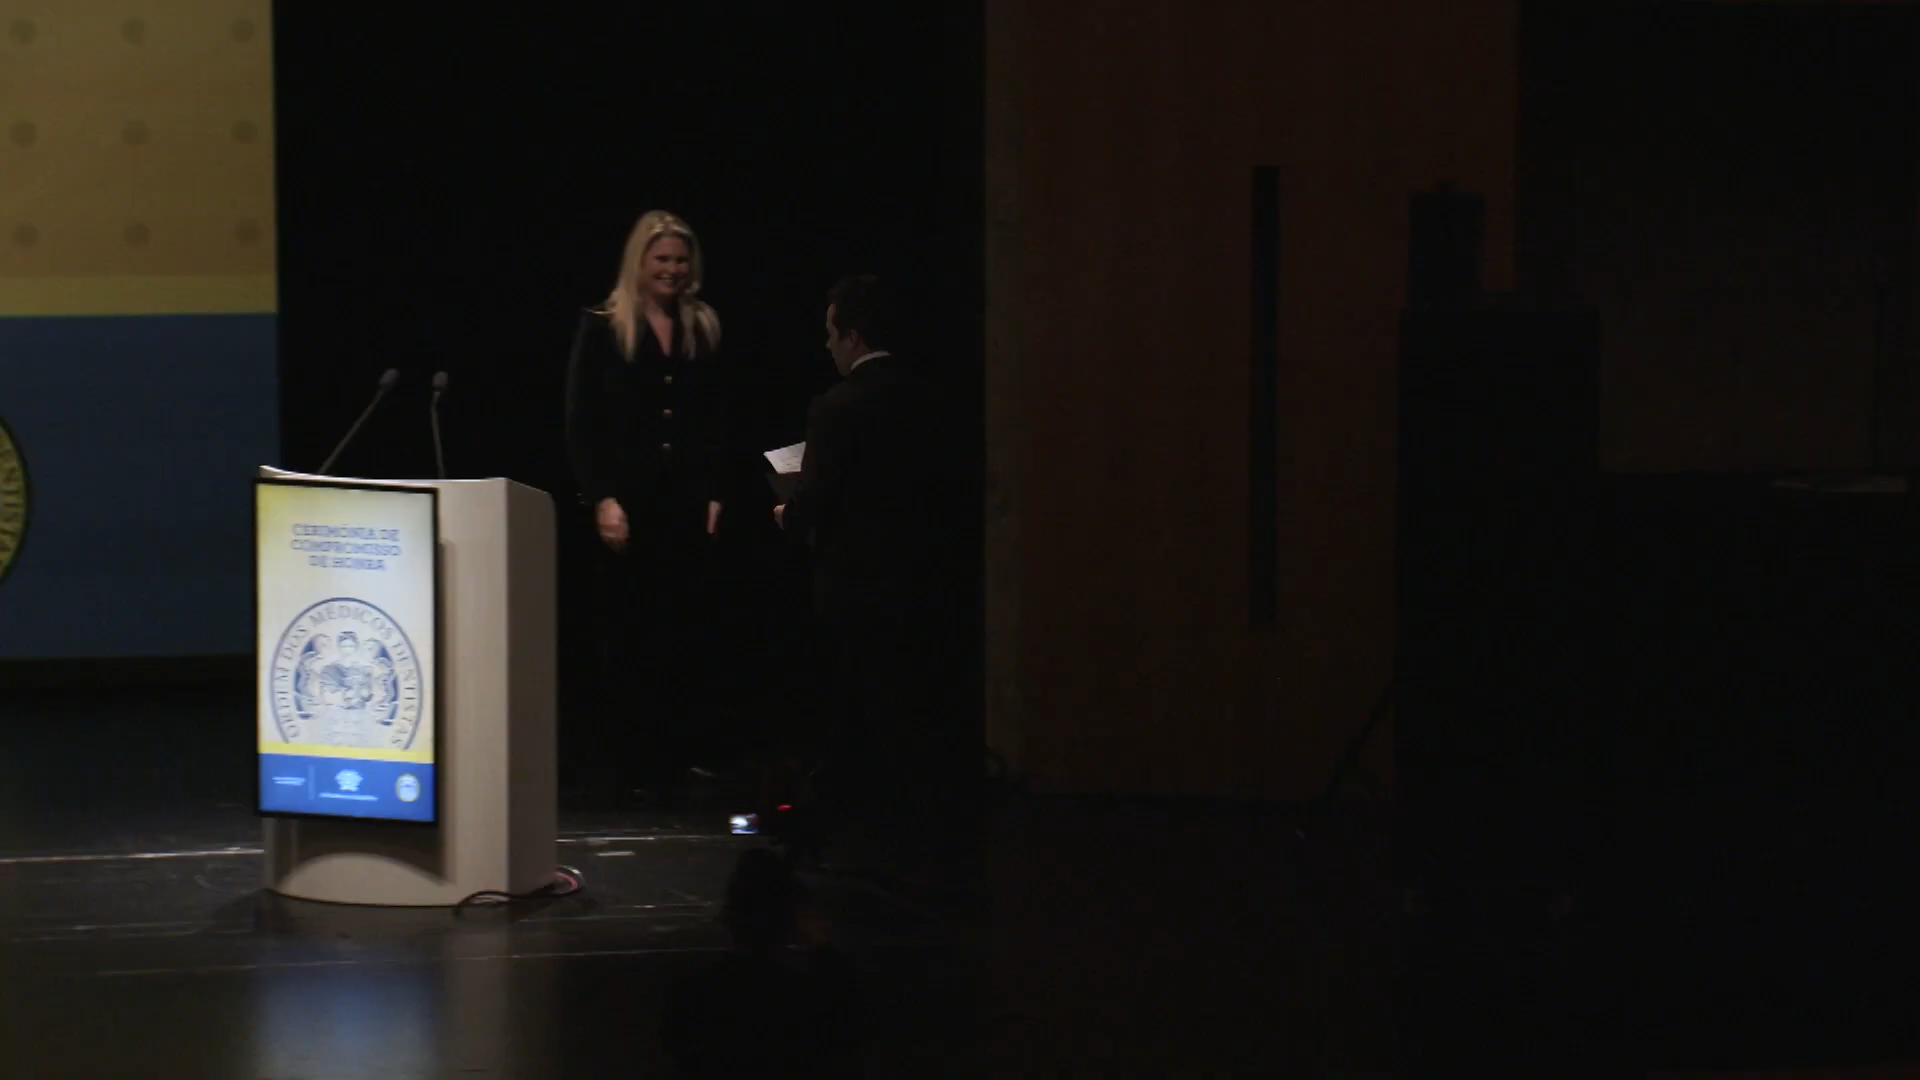 CERIMÓNIA DE
COMPROMISSO
DE HONRA
ORDEM DOS MÉDICOS DENTISTAS